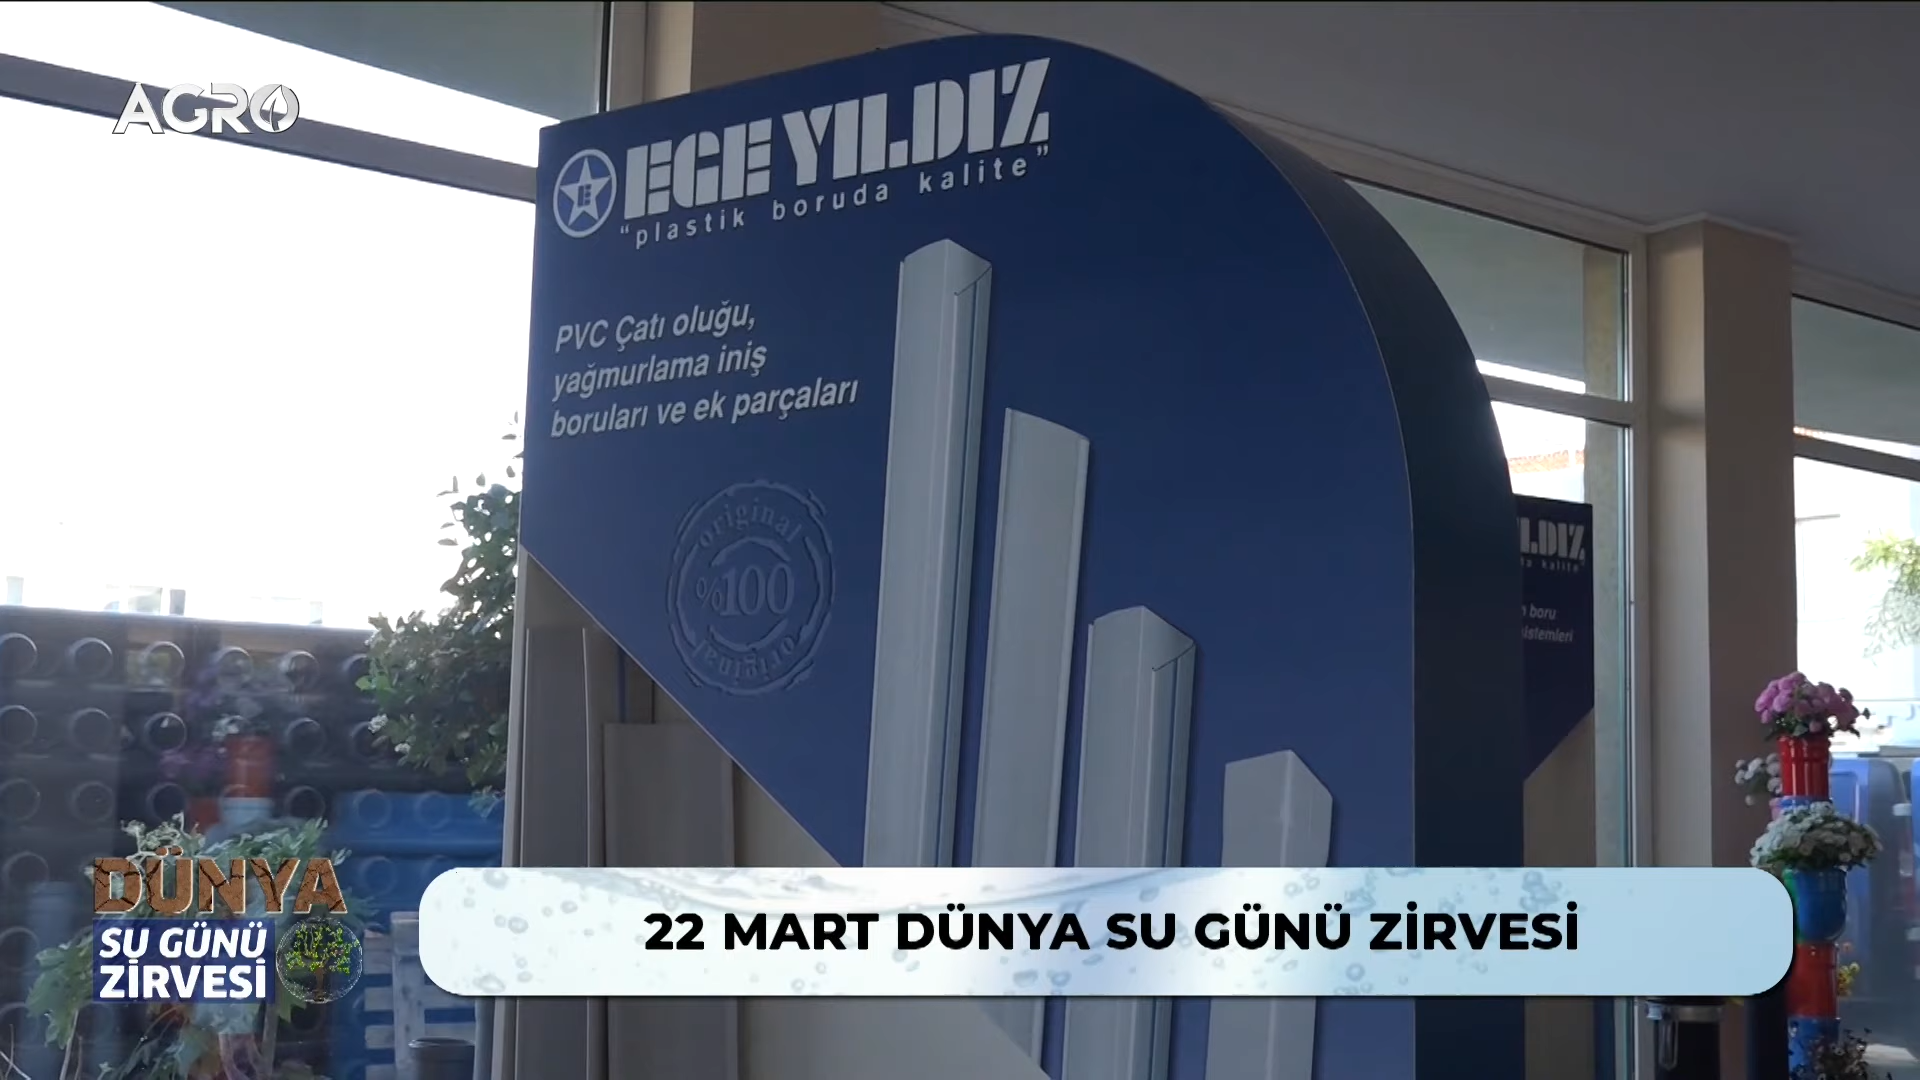 AGRO
EGE YILDIZ
E
"plastik boruda kalite"
PVC Çatı oluğu,
yağmurlama iniş
boruları ve ek parçaları
original
%100
original
boru
DÜNYA
SU GÜNÜ
ZİRVESİ
22 MART DÜNYA SU GÜNÜ ZİRVESİ